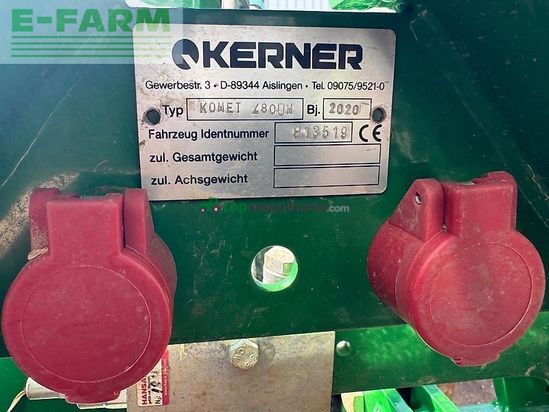 E-FARM
KERNER
Gewerbestr. 3 • D-89344 Aislingen • Tel. 09075/9521-0
Typ KOMET 480UM Bj. 2020
Fahrzeug Identnummer 813519 CE
zul. Gesamtgewicht
zul. Achsgewicht
HANSA